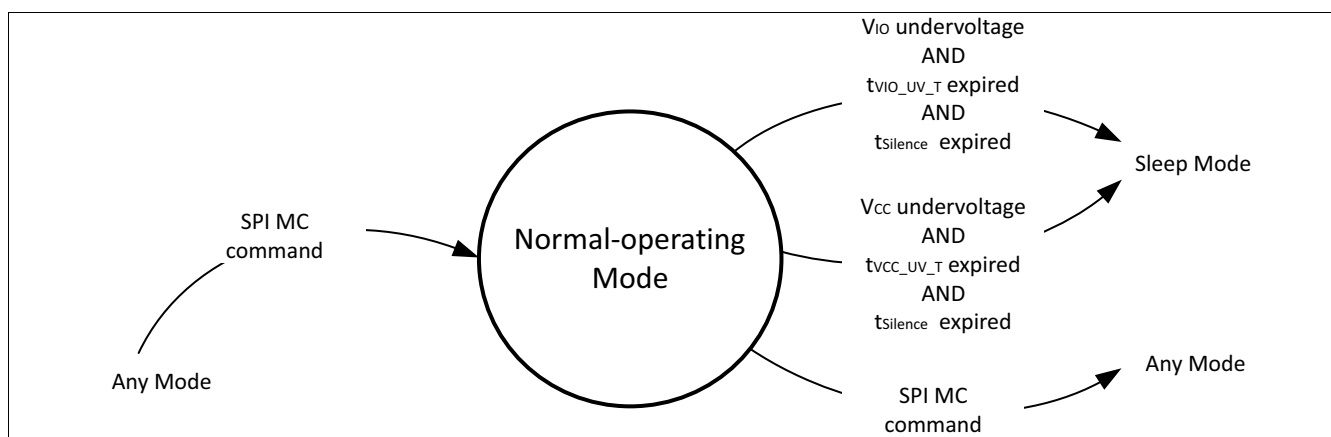 SPI MC
command
Any Mode
Normal-operating
Mode
VIO undervoltage
AND
tVIO_UV_T expired
AND
tSilence expired
VCC undervoltage
AND
tVCC_UV_T expired
AND
tSilence expired
SPI MC
command
Sleep Mode
Any Mode